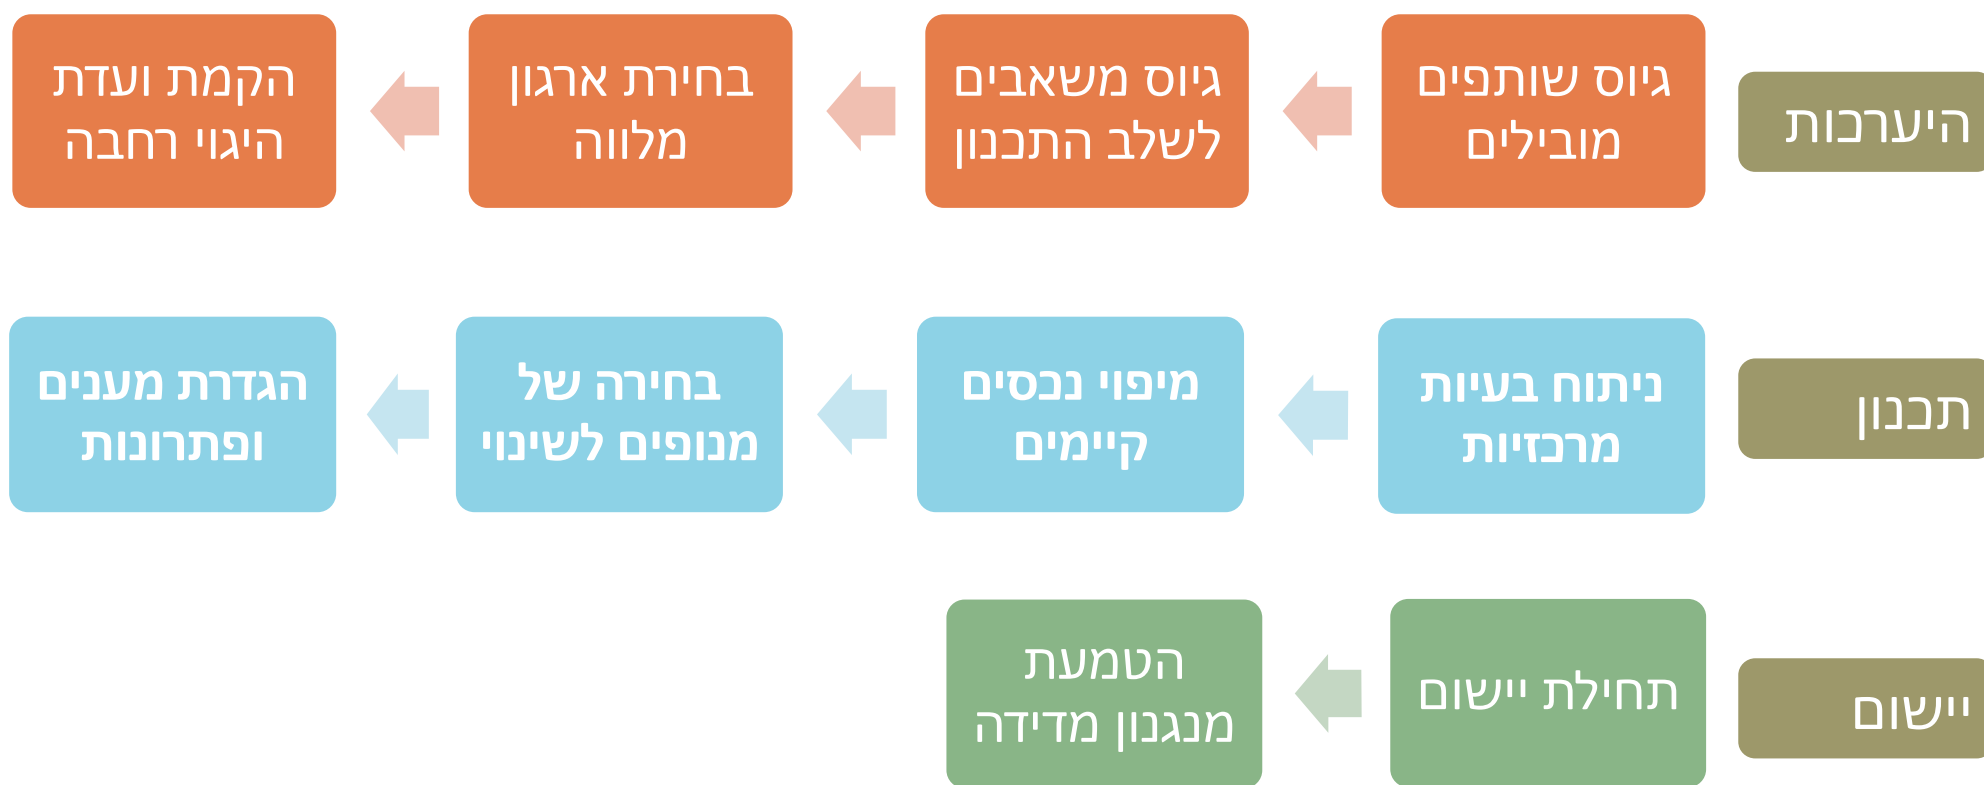 היערכות
גיוס שותפים
מובילים
גיוס משאבים
לשלב התכנון
בחירת ארגון
מלווה
הקמת ועדת
היגוי רחבה
תכנון
ניתוח בעיות
מרכזיות
מיפוי נכסים
קיימים
בחירה של
מנופים לשינוי
הגדרת מענים
ופתרונות
יישום
תחילת יישום
הטמעת
מנגנון מדידה